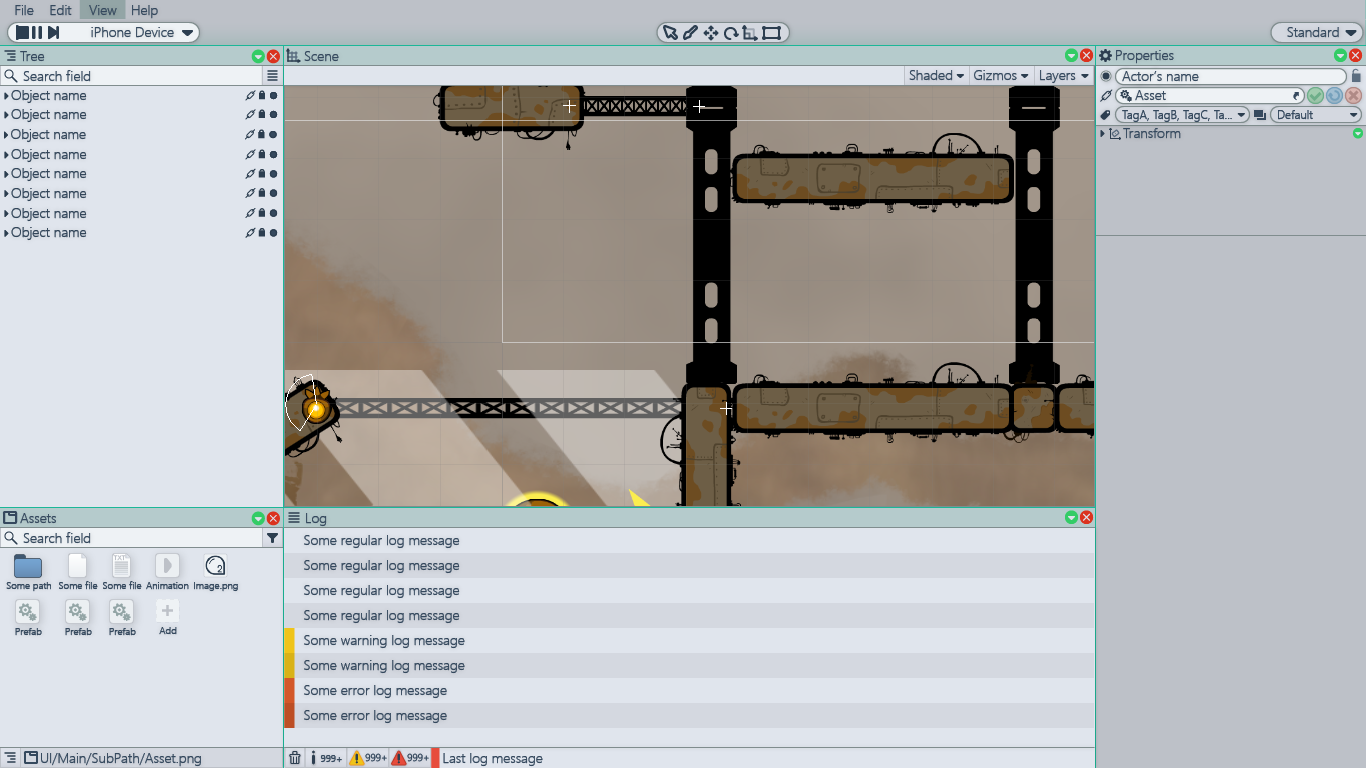 File Edit View Help
iPhone Device
Standard
Tree
Search field
Object name
Object name
Object name
Object name
Object name
Object name
Object name
Object name
Scene
Shaded Gizmos Layers
Properties
Actor's name
Asset
TagA, TagB, TagC, Ta... Default
Transform
Assets
Search field
Some path Some file Some file Animation Image.png
Prefab Prefab Prefab Add
UI/Main/SubPath/Asset.png
Log
Some regular log message
Some regular log message
Some regular log message
Some regular log message
Some warning log message
Some warning log message
Some error log message
Some error log message
999+ 999+ 999+ Last log message